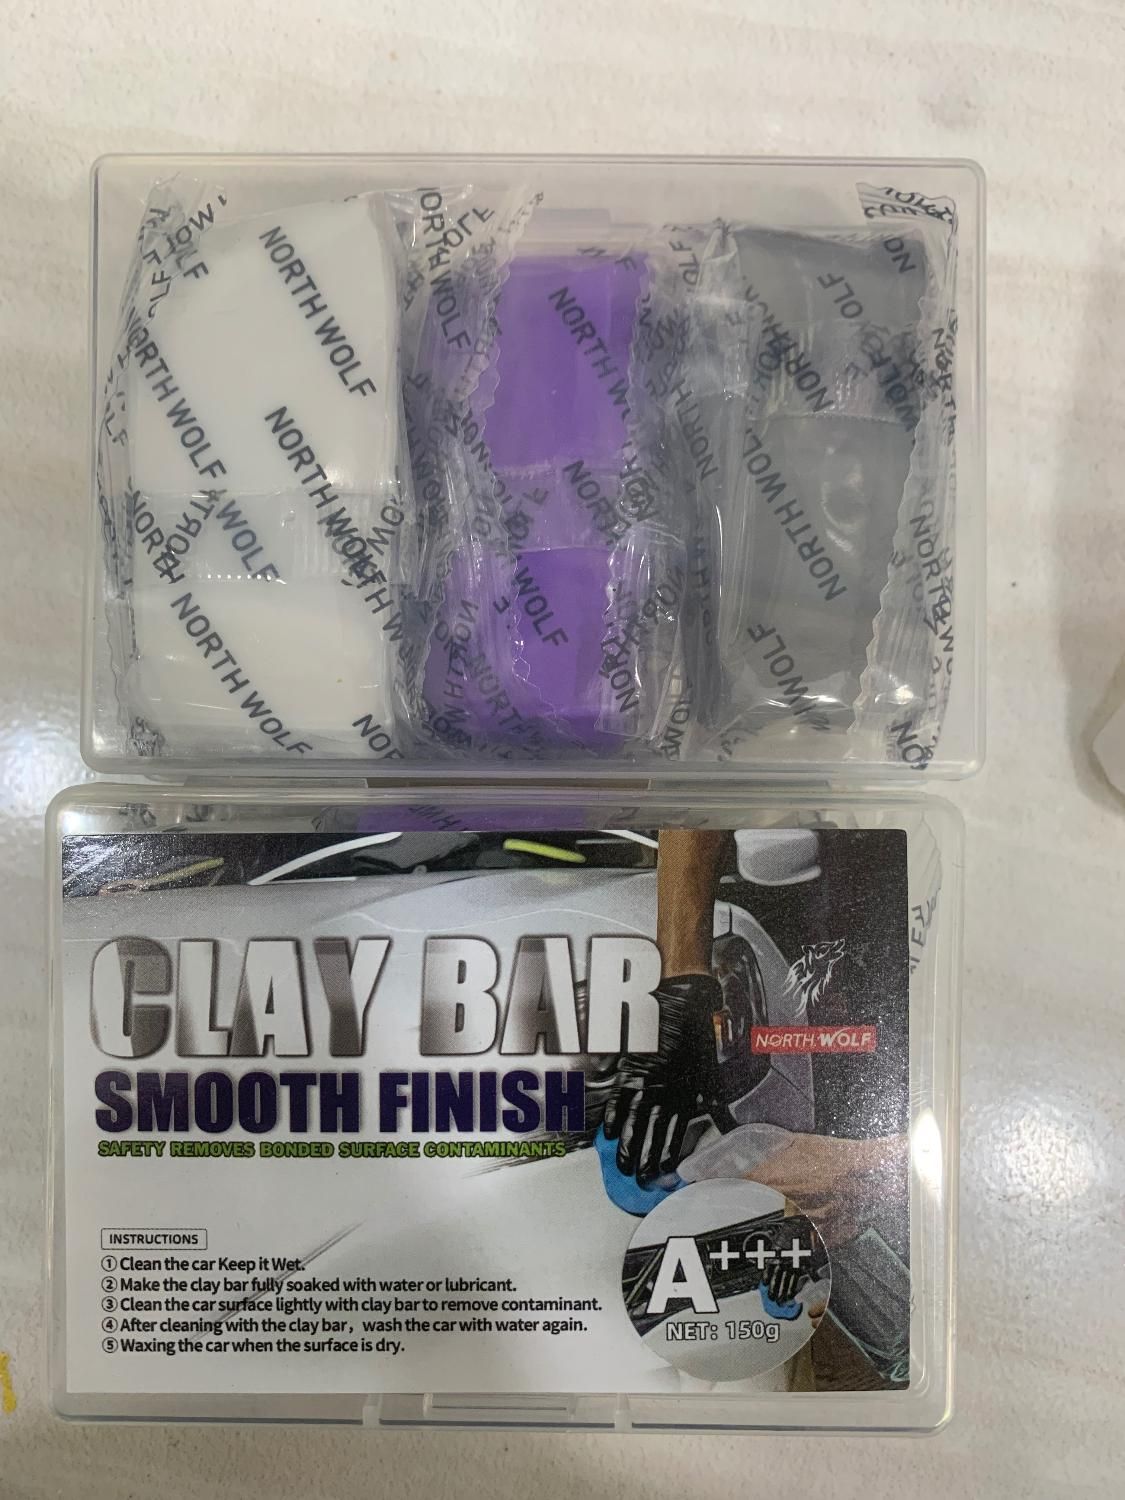 NORTH WOLF
NORTH WOLF
NORTH WOLF
NORTH WOLF
NORTH WOLF
NORTH WOLF
NORTH WOLF
CLAY BAR
SMOOTH FINISH
SAFETY REMOVES BONDED SURFACE CONTAMINANTS
NORTH WOLF
INSTRUCTIONS
① Clean the car Keep it Wet.
② Make the clay bar fully soaked with water or lubricant.
③ Clean the car surface lightly with clay bar to remove contaminant.
④ After cleaning with the clay bar，wash the car with water again.
⑤ Waxing the car when the surface is dry.
A+++
NET: 150g